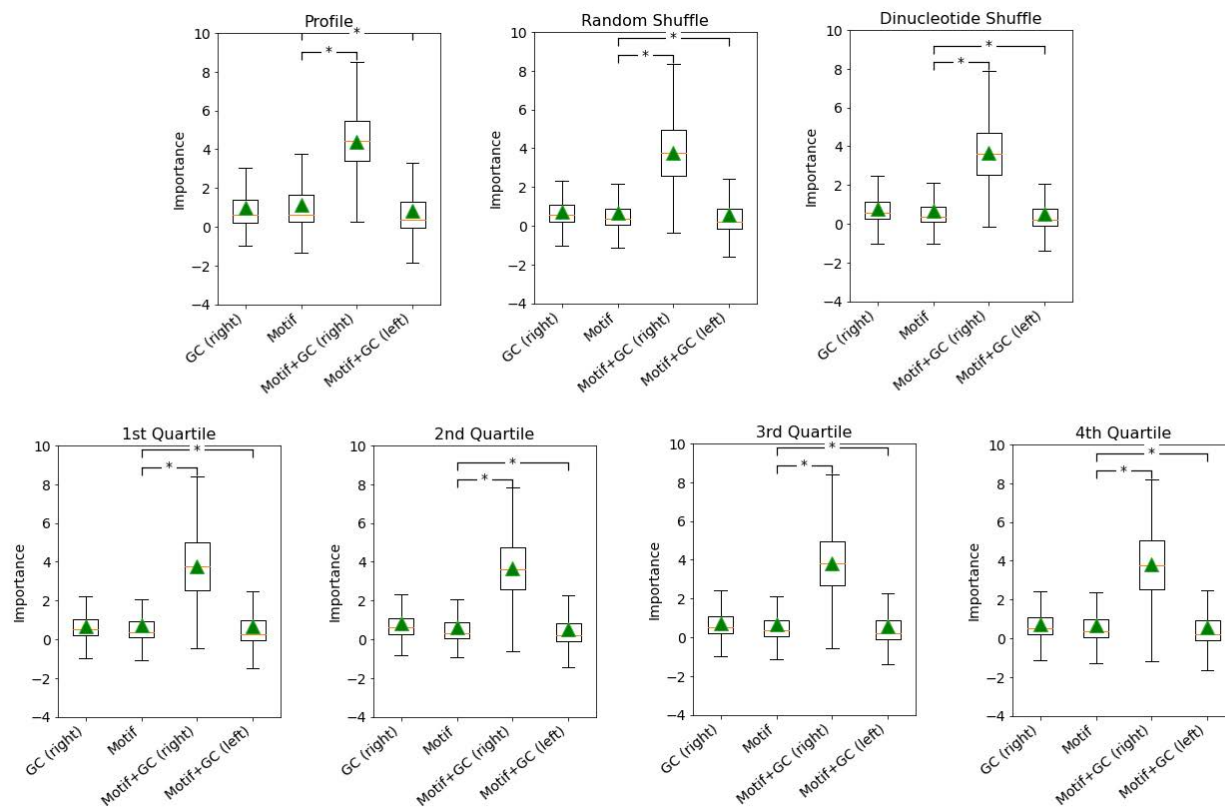 Profile
*
*
Importance
10
8
6
4
2
0
−2
−4
GC (right)
Motif
Motif+GC (right)
Motif+GC (left)
Random Shuffle
*
*
Importance
10
8
6
4
2
0
−2
−4
GC (right)
Motif
Motif+GC (right)
Motif+GC (left)
Dinucleotide Shuffle
*
*
Importance
10
8
6
4
2
0
−2
−4
GC (right)
Motif
Motif+GC (right)
Motif+GC (left)
1st Quartile
*
*
Importance
10
8
6
4
2
0
−2
−4
GC (right)
Motif
Motif+GC (right)
Motif+GC (left)
2nd Quartile
*
*
Importance
10
8
6
4
2
0
−2
−4
GC (right)
Motif
Motif+GC (right)
Motif+GC (left)
3rd Quartile
*
*
Importance
10
8
6
4
2
0
−2
−4
GC (right)
Motif
Motif+GC (right)
Motif+GC (left)
4th Quartile
*
*
Importance
10
8
6
4
2
0
−2
−4
GC (right)
Motif
Motif+GC (right)
Motif+GC (left)